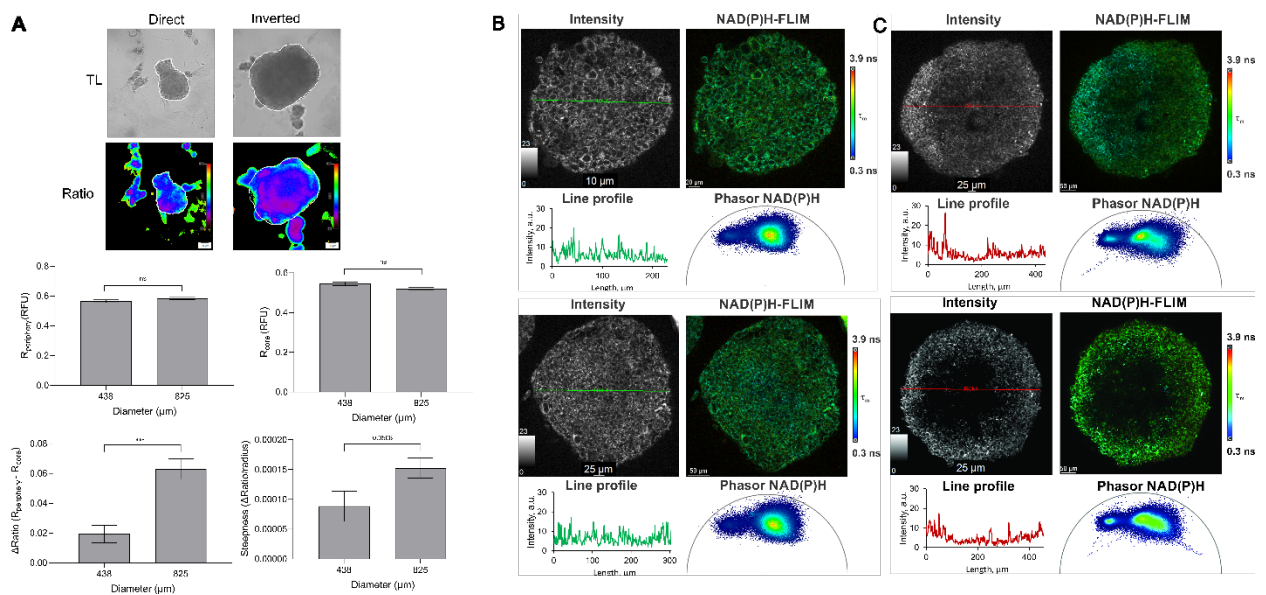 A
Direct
Inverted
TL
Ratio
R periphery (RFU)
0.8
0.6
0.4
0.2
0.0
ns
438
825
Diameter (µm)
R core (RFU)
0.6
0.4
0.2
0.0
438
825
Diameter (µm)
ΔRatio (R periphery - R core)
0.08
0.06
0.04
0.02
0.00
438
825
Diameter (µm)
Steepness (ΔRatio/radius)
0.00020
0.00015
0.00010
0.00005
0.00000
438
825
Diameter (µm)
B
Intensity
NAD(P)H-FLIM
23
0
10 µm
20 µm
3.9 ns
τm
0.3 ns
Line profile
Phasor NAD(P)H
Intensity, a.u.
30
20
10
0
0
100
200
Length, µm
Intensity
NAD(P)H-FLIM
23
0
25 µm
50 µm
3.9 ns
τm
0.3 ns
Line profile
Phasor NAD(P)H
Intensity, a.u.
30
20
10
0
0
100
200
300
Length, µm
C
Intensity
NAD(P)H-FLIM
23
0
25 µm
50 µm
3.9 ns
τm
0.3 ns
Line profile
Phasor NAD(P)H
Intensity, a.u.
30
20
10
0
0
200
400
Length, µm
Intensity
NAD(P)H-FLIM
23
0
25 µm
50 µm
3.9 ns
τm
0.3 ns
Line profile
Phasor NAD(P)H
Intensity, a.u.
30
20
10
0
0
200
400
Length, µm